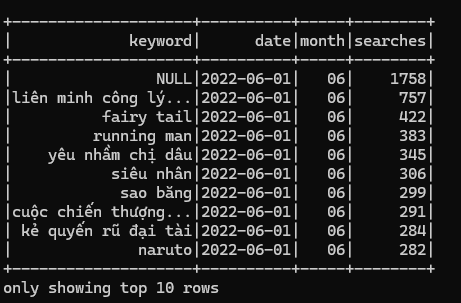 +--------------------+----------+-----+--------+
|             keyword|      date|month|searches|
+--------------------+----------+-----+--------+
|                NULL|2022-06-01|   06|    1758|
|liên minh công lý...|2022-06-01|   06|     757|
|          fairy tail|2022-06-01|   06|     422|
|         running man|2022-06-01|   06|     383|
|    yêu nhầm chị dâu|2022-06-01|   06|     345|
|           siêu nhân|2022-06-01|   06|     306|
|            sao băng|2022-06-01|   06|     299|
|cuộc chiến thượng...|2022-06-01|   06|     291|
| kẻ quyến rũ đại tài|2022-06-01|   06|     284|
|              naruto|2022-06-01|   06|     282|
+--------------------+----------+-----+--------+
only showing top 10 rows